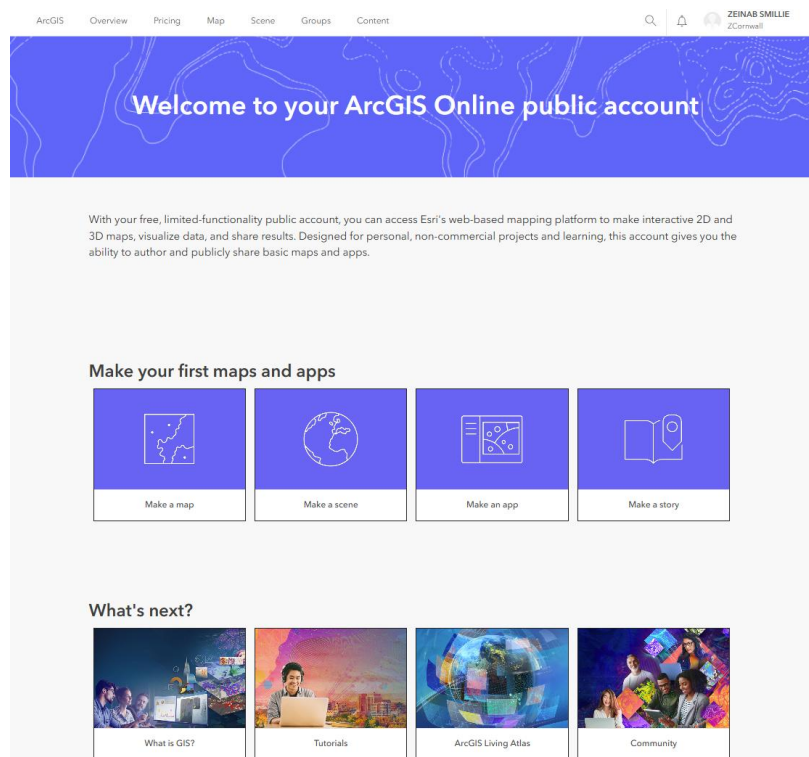 ArcGIS Overview Pricing Map Scene Groups Content ZEINAB SMILLIE
ZCornwall
Welcome to your ArcGIS Online public account
With your free, limited-functionality public account, you can access Esri's web-based mapping platform to make interactive 2D and
3D maps, visualize data, and share results. Designed for personal, non-commercial projects and learning, this account gives you the
ability to author and publicly share basic maps and apps.
Make your first maps and apps
Make a map Make a scene Make an app Make a story
What's next?
What is GIS? Tutorials ArcGIS Living Atlas Community